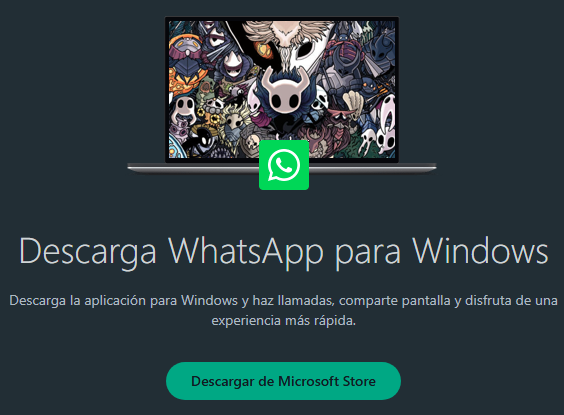 Descarga WhatsApp para Windows
Descarga la aplicación para Windows y haz llamadas, comparte pantalla y disfruta de una
experiencia más rápida.
Descargar de Microsoft Store